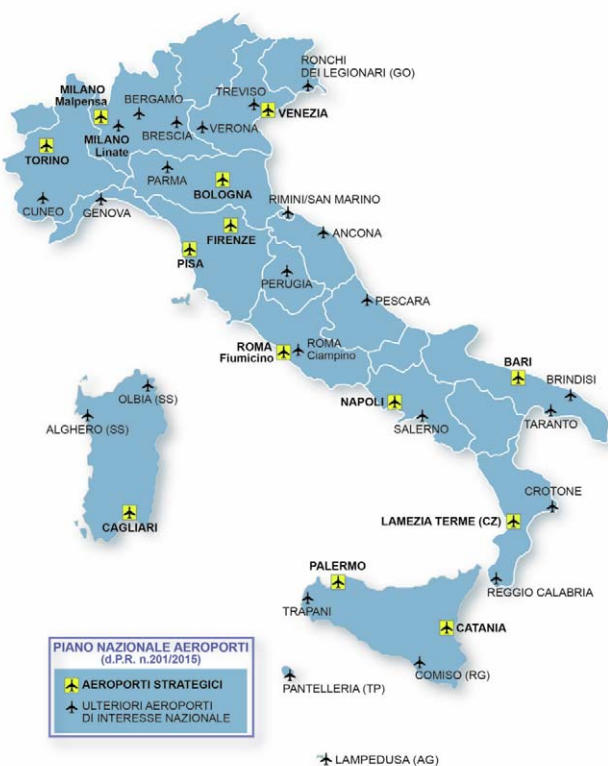 RONCHI
DEI LEGIONARI (GO)
MILANO
Malpensa
BERGAMO
TREVISO
VENEZIA
MILANO
Linate
BRESCIA
VERONA
TORINO
PARMA
BOLOGNA
CUNEO
GENOVA
RIMINI/SAN MARINO
FIRENZE
ANCONA
PISA
PERUGIA
PESCARA
ROMA
Fiumicino
ROMA
Ciampino
BARI
BRINDISI
OLBIA (SS)
NAPOLI
ALGHERO (SS)
SALERNO
TARANTO
CROTONE
CAGLIARI
LAMEZIA TERME (CZ)
PALERMO
REGGIO CALABRIA
TRAPANI
CATANIA
PIANO NAZIONALE AEROPORTI
(d.P.R. n.201/2015)
AEROPORTI STRATEGICI
ULTERIORI AEROPORTI
DI INTERESSE NAZIONALE
COMISO (RG)
PANTELLERIA (TP)
LAMPEDUSA (AG)